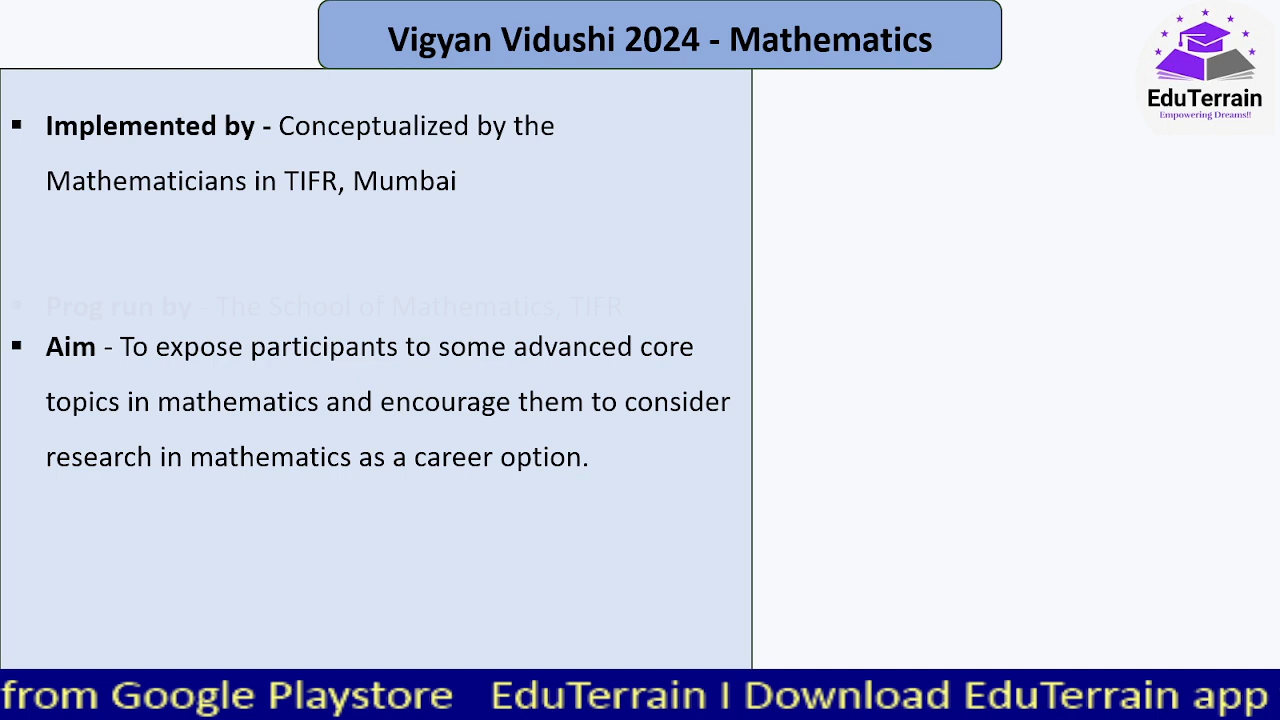 Vigyan Vidushi 2024 - Mathematics
EduTerrain
Empowering Dreams!!
▪ Implemented by - Conceptualized by the
Mathematicians in TIFR, Mumbai
▪ Prog run by - The School of Mathematics, TIFR
▪ Aim - To expose participants to some advanced core
topics in mathematics and encourage them to consider
research in mathematics as a career option.
from Google Playstore EduTerrain I Download EduTerrain app